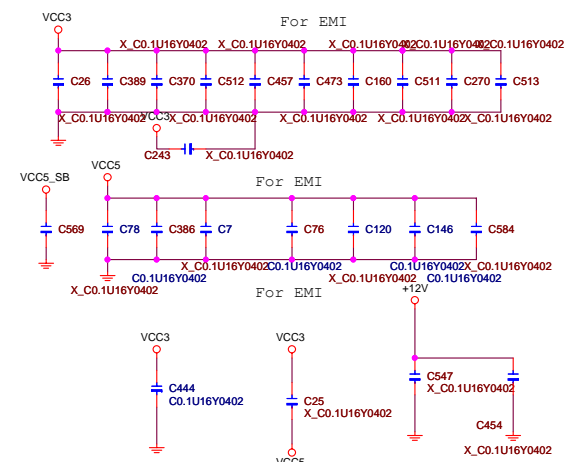 For EMI
VCC3
X_C0.1U16Y0402 X_C0.1U16Y0402 X_C0.1U16Y0402 X_C0.1U16Y0402
C26 C389 C370 C512 C457 C473 C160 C511 C270 C513
X_C0.1U16Y0402 X_C0.1U16Y0402 X_C0.1U16Y0402 X_C0.1U16Y0402 X_C0.1U16Y0402
VCC3
C243 X_C0.1U16Y0402
VCC5
For EMI
VCC5_SB
C569 C78 C386 C7 C76 C120 C146 C584
X_C0.1U16Y0402 C0.1U16Y0402 C0.1U16Y0402 X_C0.1U16Y0402
C0.1U16Y0402 X_C0.1U16Y0402 C0.1U16Y0402
X_C0.1U16Y0402
For EMI
+12V
VCC3 VCC3
C547
X_C0.1U16Y0402
C444
C0.1U16Y0402
C25
X_C0.1U16Y0402
C454
X_C0.1U16Y0402
VCC5